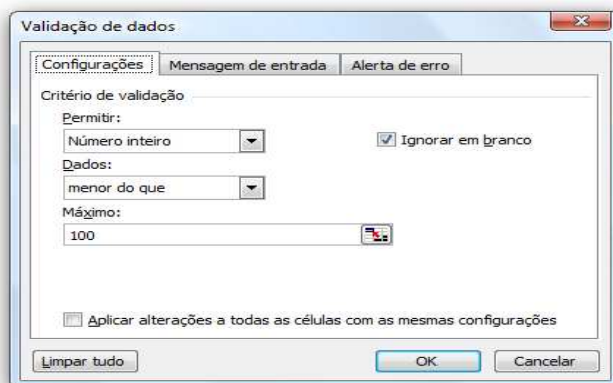 Validação de dados
Configurações Mensagem de entrada Alerta de erro
Critério de validação
Permitir:
Número inteiro Ignorar em branco
Dados:
menor do que
Máximo:
100
Aplicar alterações a todas as células com as mesmas configurações
Limpar tudo OK Cancelar